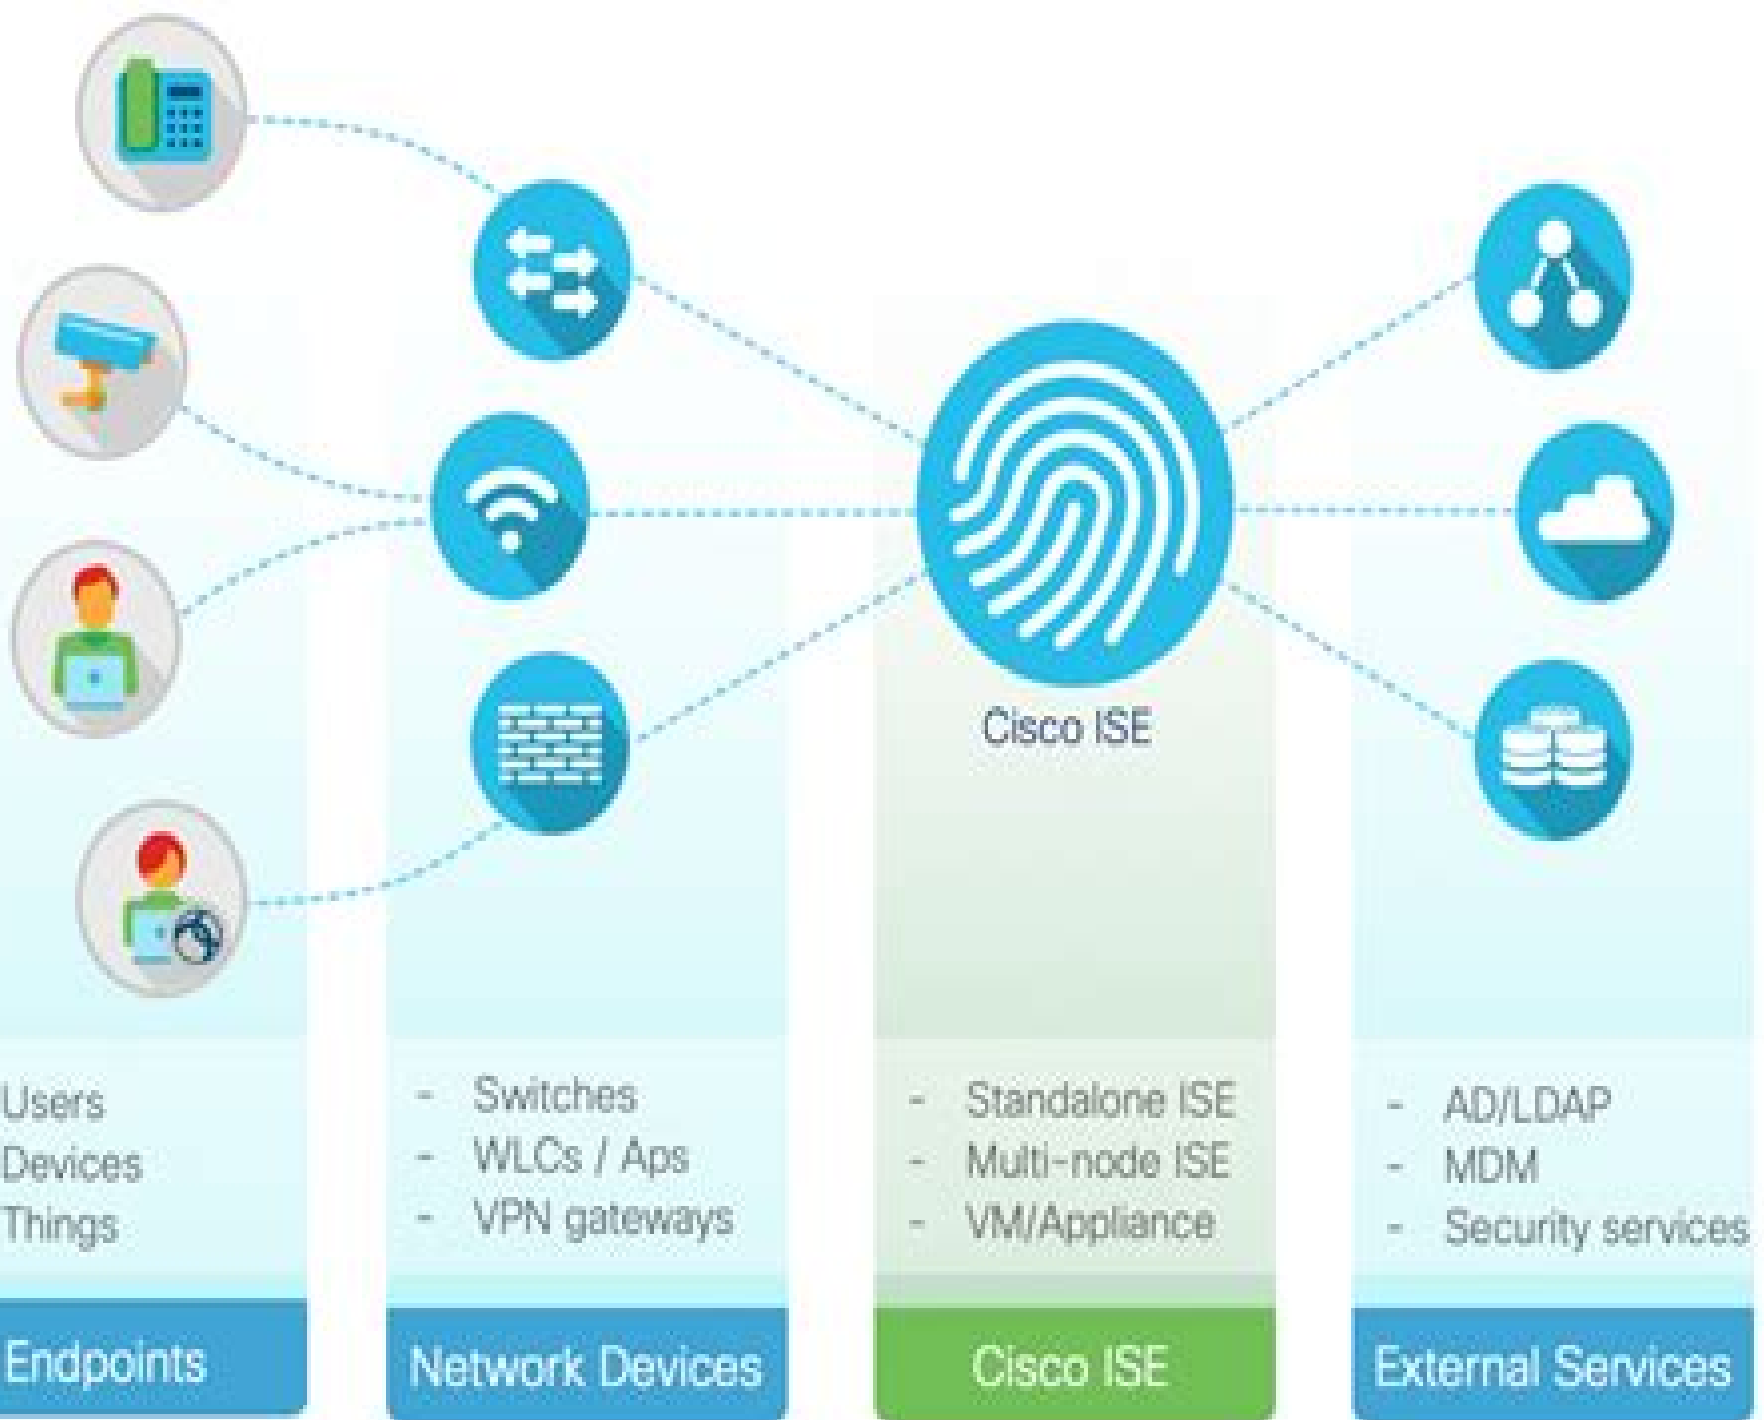 Cisco ISE
Users
Devices
Things
Endpoints
- Switches
- WLCs / Aps
- VPN gateways
Network Devices
- Standalone ISE
- Multi-node ISE
- VM/Appliance
Cisco ISE
- AD/LDAP
- MDM
- Security services
External Services